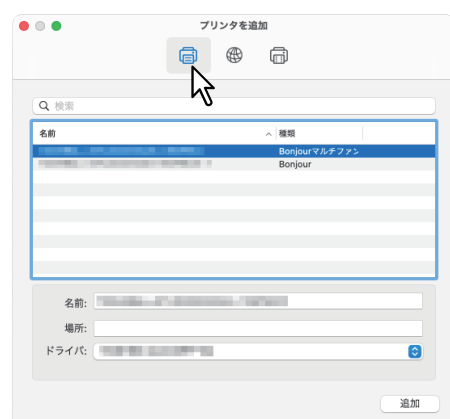 プリンタを追加
検索
名前 種類
Bonjourマルチファン
Bonjour
名前:
場所:
ドライバ:
追加